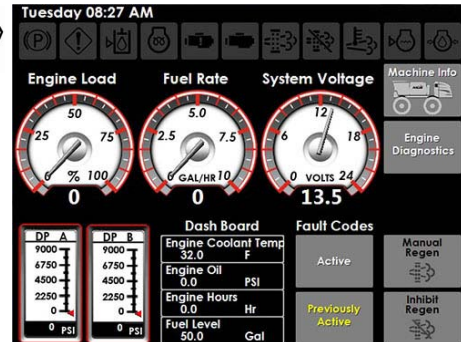 Tuesday 08:27 AM
Engine Load
50
25
75
0
%
100
0
Fuel Rate
5.0
2.5
7.5
0
GAL/HR
10
0
System Voltage
12
6
18
0
VOLTS
24
13.5
Machine Info
Engine
Diagnostics
DP A
9000
6750
4500
2250
0
0 PSI
DP B
9000
6750
4500
2250
0
0 PSI
Dash Board
Engine Coolant Temp
32.0 F
Engine Oil
0.0 PSI
Engine Hours
0.0 Hr
Fuel Level
50.0 Gal
Fault Codes
Active
Previously
Active
Manual
Regen
Inhibit
Regen